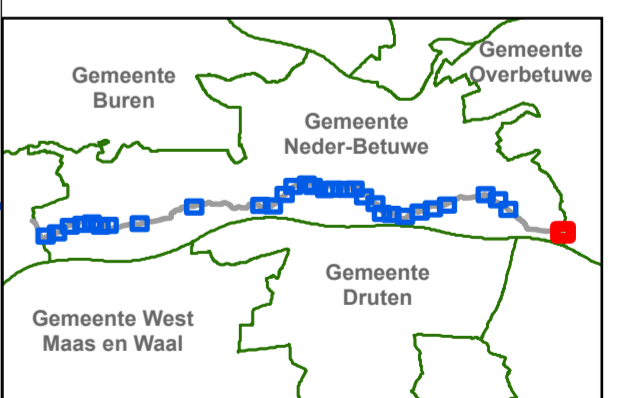 Gemeente
Overbetuwe
Gemeente
Buren
Gemeente
Neder-Betuwe
Gemeente
Druten
Gemeente West
Maas en Waal